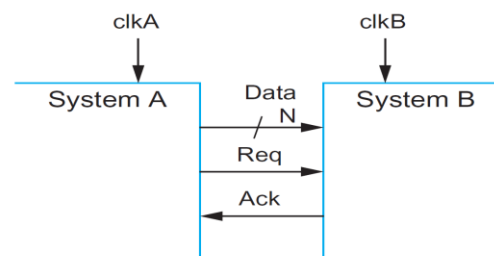 clkA clkB
System A Data System B
N
Req
Ack